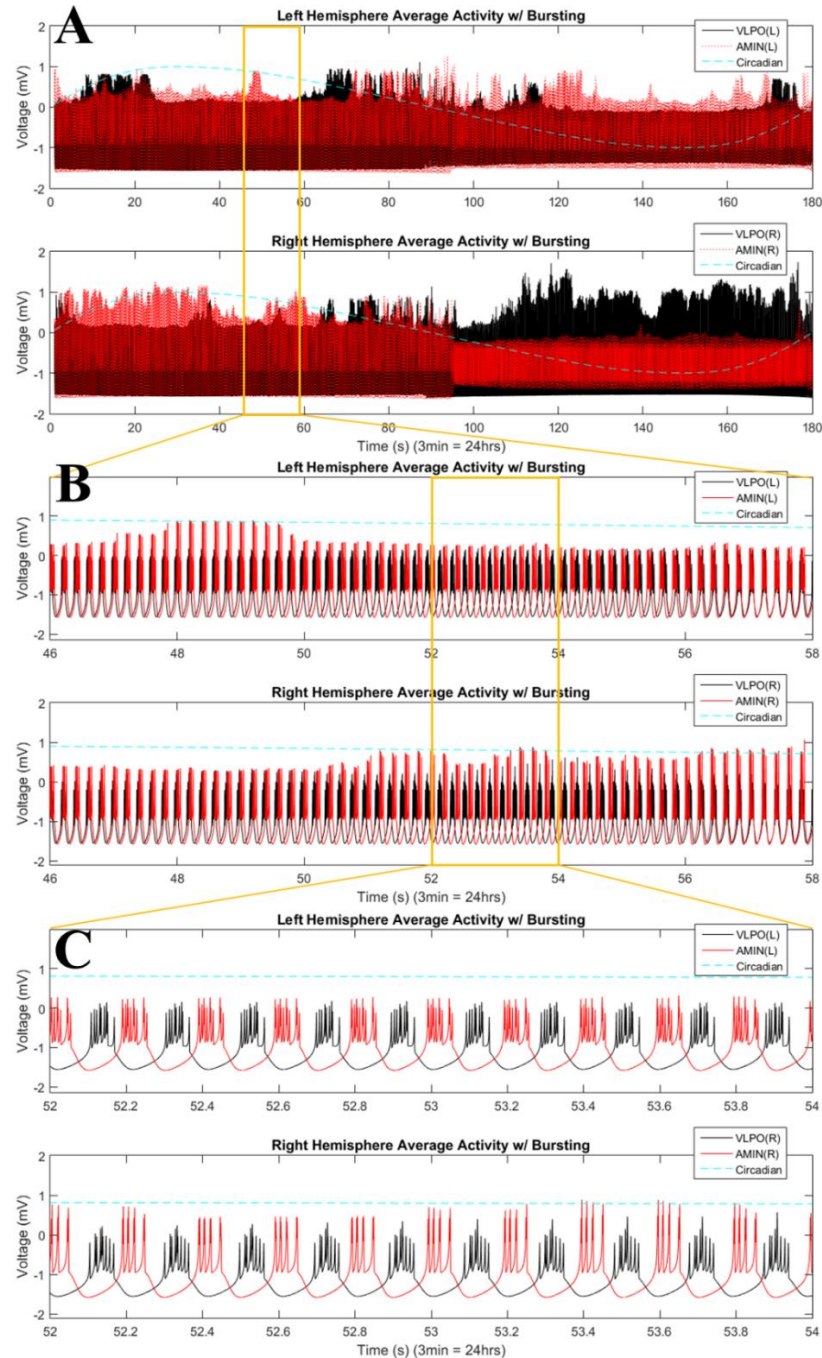 A
Left Hemisphere Average Activity w/ Bursting
VLPO(L)
AMIN(L)
Circadian
Voltage (mV)
2
1
0
-1
-2
0 20 40 60 80 100 120 140 160 180
Right Hemisphere Average Activity w/ Bursting
VLPO(R)
AMIN(R)
Circadian
Voltage (mV)
2
1
0
-1
-2
0 20 40 60 80 100 120 140 160 180
Time (s) (3min = 24hrs)
B
Left Hemisphere Average Activity w/ Bursting
VLPO(L)
AMIN(L)
Circadian
Voltage (mV)
1
0
-1
-2
46 48 50 52 54 56 58
Right Hemisphere Average Activity w/ Bursting
VLPO(R)
AMIN(R)
Circadian
Voltage (mV)
2
1
0
-1
-2
46 48 50 52 54 56 58
Time (s) (3min = 24hrs)
C
Left Hemisphere Average Activity w/ Bursting
VLPO(L)
AMIN(L)
Circadian
Voltage (mV)
1
0
-1
-2
52 52.2 52.4 52.6 52.8 53 53.2 53.4 53.6 53.8 54
Right Hemisphere Average Activity w/ Bursting
VLPO(R)
AMIN(R)
Circadian
Voltage (mV)
2
1
0
-1
-2
52 52.2 52.4 52.6 52.8 53 53.2 53.4 53.6 53.8 54
Time (s) (3min = 24hrs)